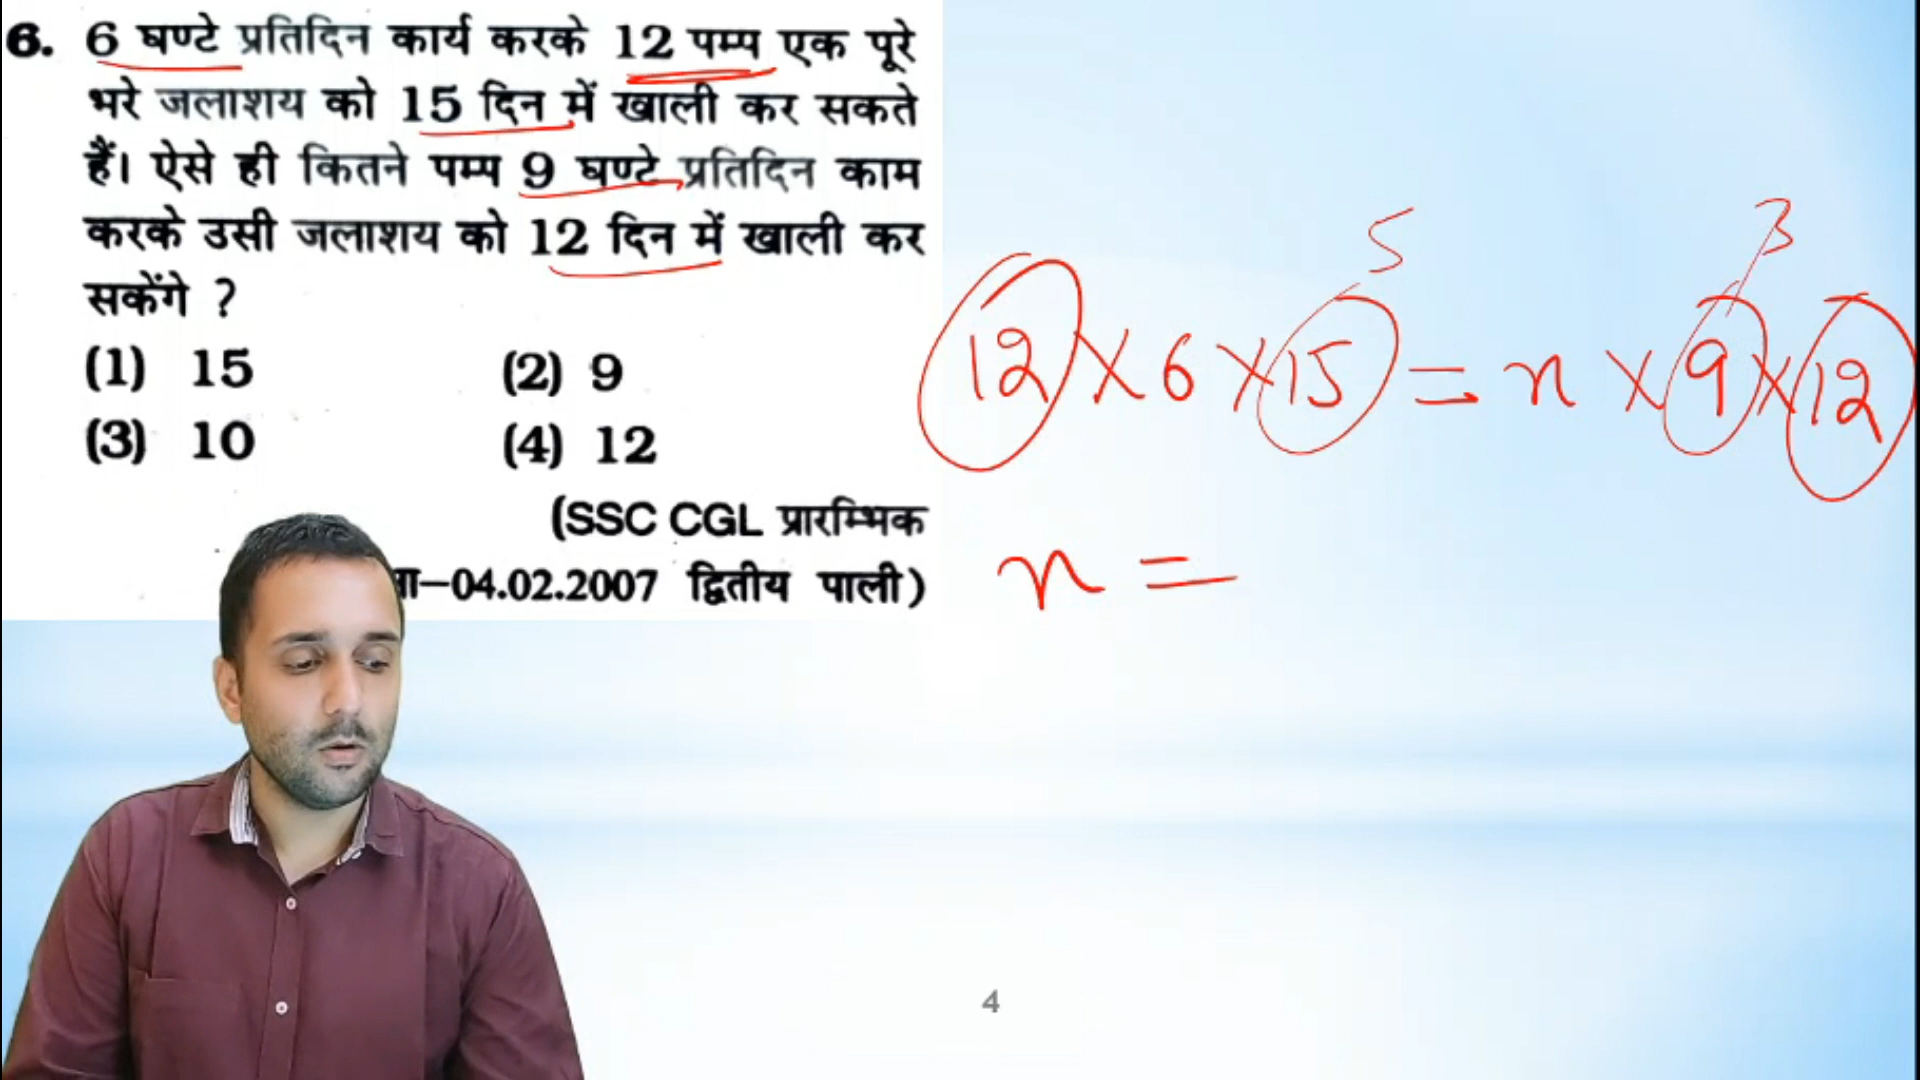 6. 6 घण्टे प्रतिदिन कार्य करके 12 पम्प एक पूरे
भरे जलाशय को 15 दिन में खाली कर सकते
हैं। ऐसे ही कितने पम्प 9 घण्टे प्रतिदिन काम
करके उसी जलाशय को 12 दिन में खाली कर
सकेंगे ?
(1) 15 (2) 9
(3) 10 (4) 12
(SSC CGL प्रारम्भिक
–04.02.2007 द्वितीय पाली)
5 3
12 × 6 × 15 = n × 9 × 12
n =
4